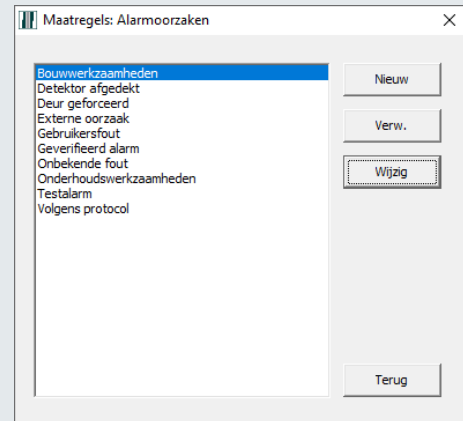 Maatregels: Alarmoorzaken
Bouwwerkzaamheden
Detektor afgedekt
Deur geforceerd
Externe oorzaak
Gebruikersfout
Geverifieerd alarm
Onbekende fout
Onderhoudswerkzaamheden
Testalarm
Volgens protocol
Nieuw
Verw.
Wijzig
Terug